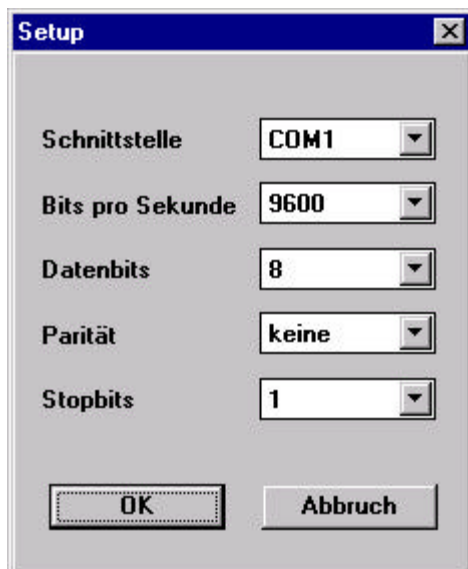 Setup
Schnittstelle COM1
Bits pro Sekunde 9600
Datenbits 8
Parität keine
Stopbits 1
OK Abbruch